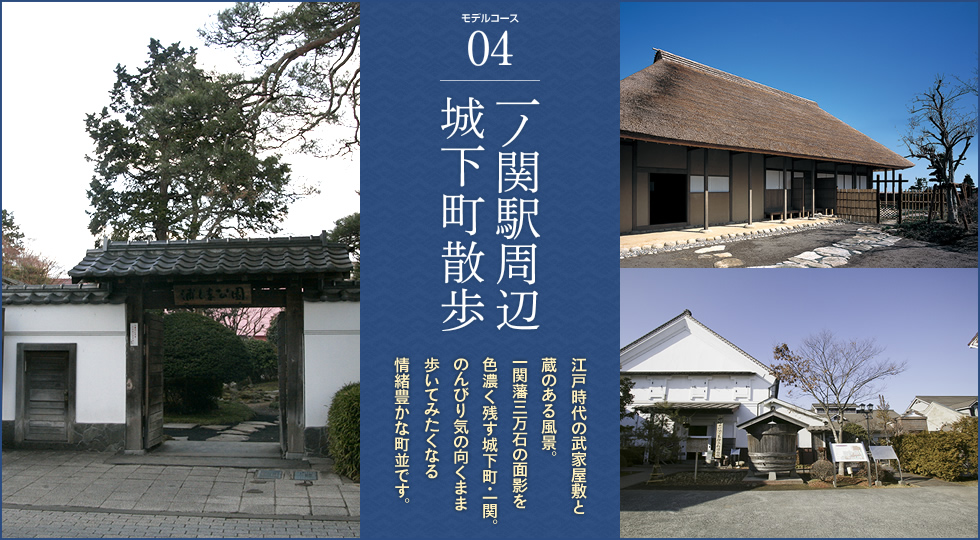 モデルコース
04
一ノ関駅周辺
城下町散歩
江戸時代の武家屋敷と
蔵のある風景。
一関藩三万石の面影を
色濃く残す城下町・一関。
のんびり気の向くまま
歩いてみたくなる
情緒豊かな町並です。